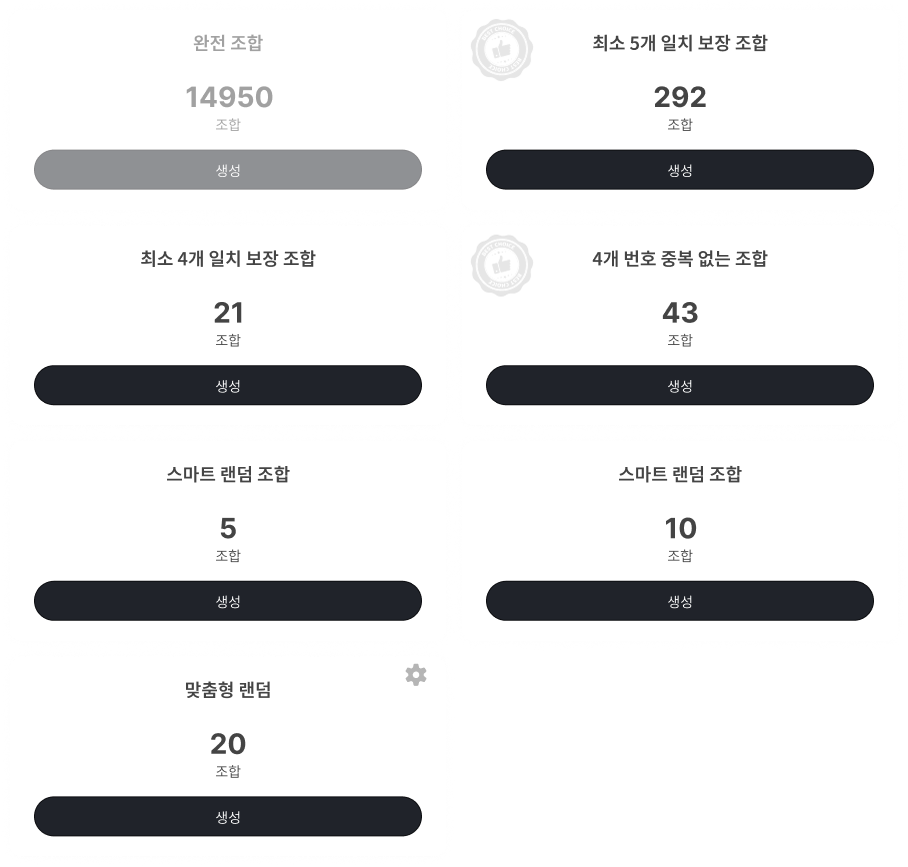 완전 조합
14950
조합
생성
BEST CHOICE
최소 5개 일치 보장 조합
292
조합
생성
최소 4개 일치 보장 조합
21
조합
생성
BEST CHOICE
4개 번호 중복 없는 조합
43
조합
생성
스마트 랜덤 조합
5
조합
생성
스마트 랜덤 조합
10
조합
생성
맞춤형 랜덤
20
조합
생성